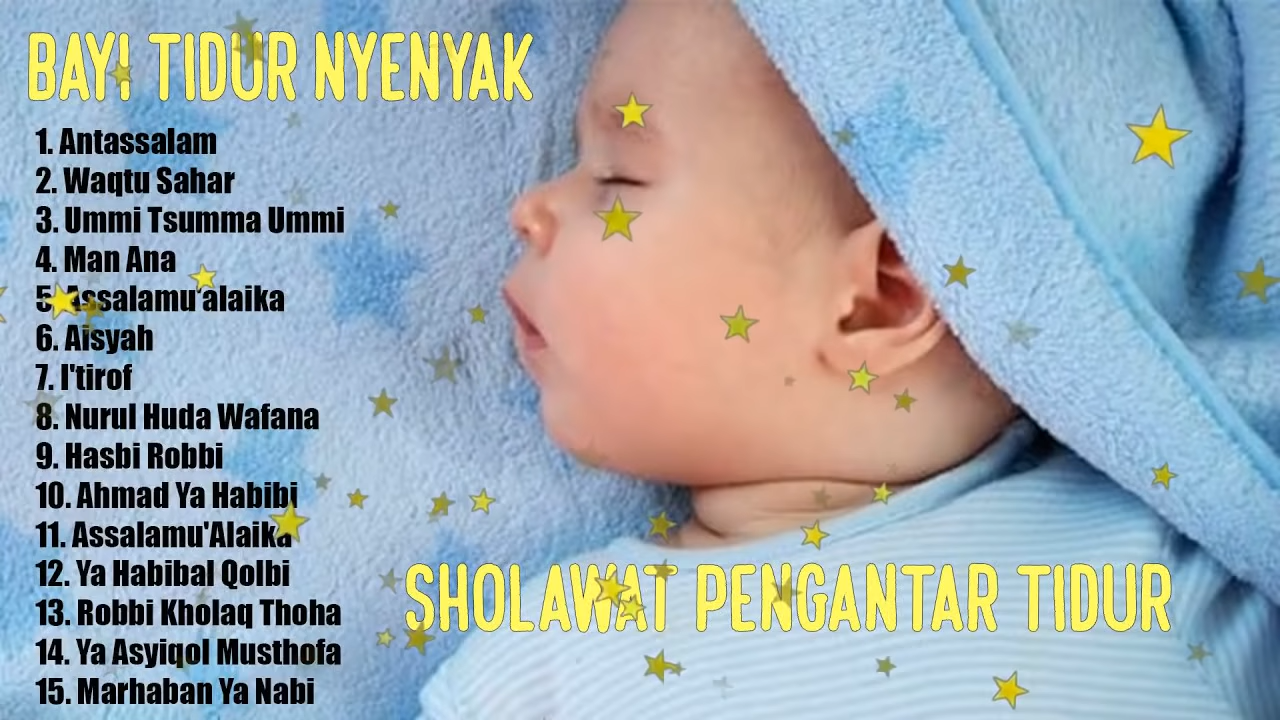 BAYI TIDUR NYENYAK
1. Antassalam
2. Waqtu Sahar
3. Ummi Tsumma Ummi
4. Man Ana
5. Assalamu'alaika
6. Aisyah
7. I'tirof
8. Nurul Huda Wafana
9. Hasbi Robbi
10. Ahmad Ya Habibi
11. Assalamu'Alaika
12. Ya Habibal Qolbi
13. Robbi Kholaq Thoha
14. Ya Asyiqol Musthofa
15. Marhaban Ya Nabi
SHOLAWAT PENGANTAR TIDUR